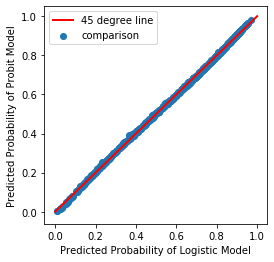 45 degree line
comparison
1.0
0.8
0.6
0.4
0.2
0.0
Predicted Probability of Probit Model
0.0 0.2 0.4 0.6 0.8 1.0
Predicted Probability of Logistic Model